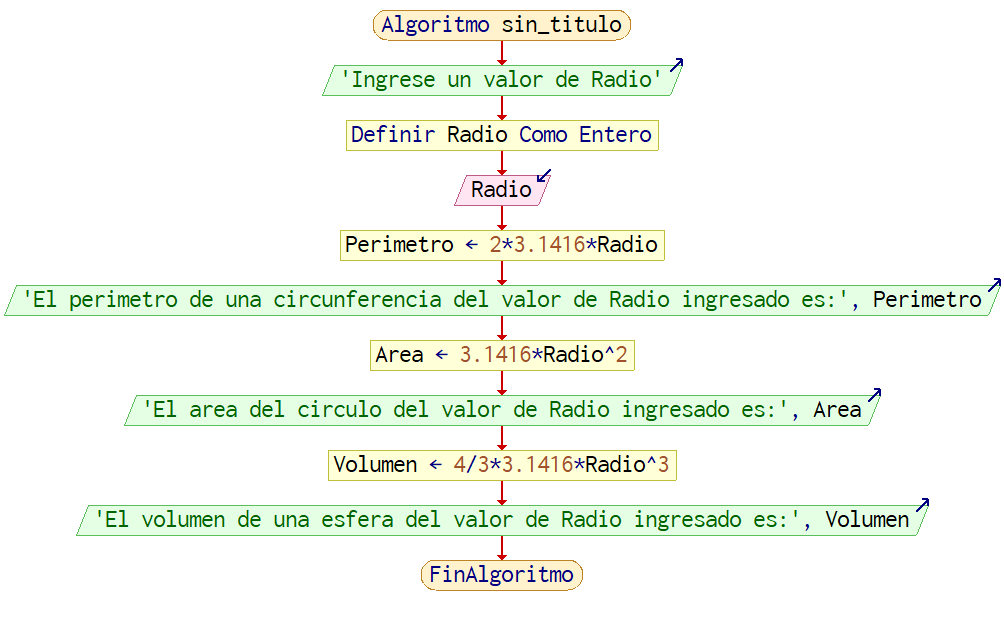 Algoritmo sin_titulo
'Ingrese un valor de Radio'
Definir Radio Como Entero
Radio
Perimetro ← 2*3.1416*Radio
'El perimetro de una circunferencia del valor de Radio ingresado es:', Perimetro
Area ← 3.1416*Radio^2
'El area del circulo del valor de Radio ingresado es:', Area
Volumen ← 4/3*3.1416*Radio^3
'El volumen de una esfera del valor de Radio ingresado es:', Volumen
FinAlgoritmo